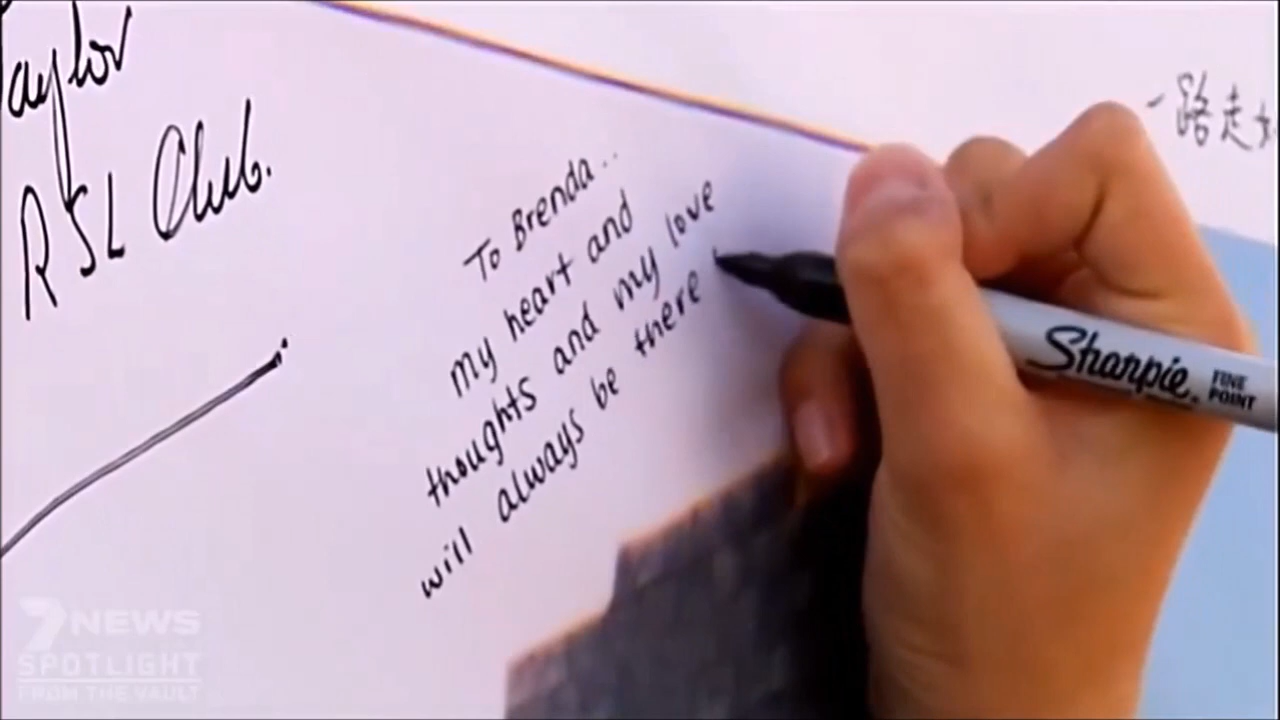 Taylor
RSL Club.
To Brenda..
my heart and
thoughts and my love
will always be there
一路走
Sharpie.
FINE
POINT
7NEWS
SPOTLIGHT
FROM THE VAULT